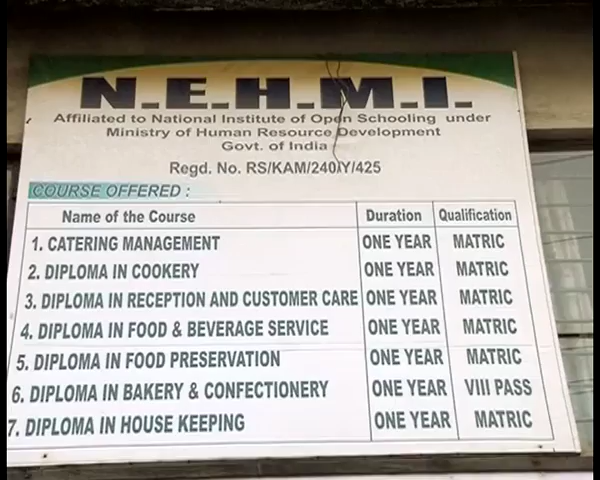 N.E.H.M.I.
Affiliated to National Institute of Open Schooling under
Ministry of Human Resource Development
Govt. of India
Regd. No. RS/KAM/240/Y/425
COURSE OFFERED :
Name of the Course Duration Qualification
1. CATERING MANAGEMENT ONE YEAR MATRIC
2. DIPLOMA IN COOKERY ONE YEAR MATRIC
3. DIPLOMA IN RECEPTION AND CUSTOMER CARE ONE YEAR MATRIC
4. DIPLOMA IN FOOD & BEVERAGE SERVICE ONE YEAR MATRIC
5. DIPLOMA IN FOOD PRESERVATION ONE YEAR MATRIC
6. DIPLOMA IN BAKERY & CONFECTIONERY ONE YEAR VIII PASS
7. DIPLOMA IN HOUSE KEEPING ONE YEAR MATRIC